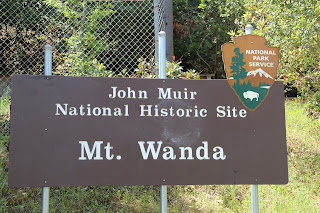 John Muir
National Historic Site
Mt. Wanda
NATIONAL
PARK
SERVICE